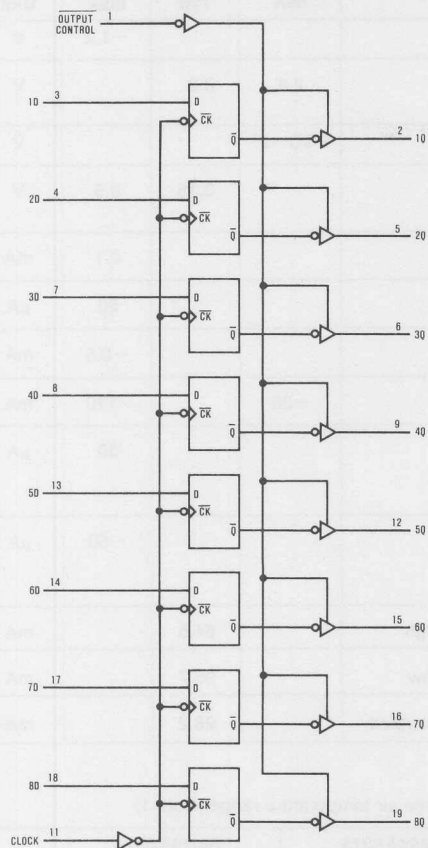 OUTPUT
CONTROL 1
1D 3 D
CK
Q̅ 2 1Q
2D 4 D
CK
Q̅ 5 2Q
3D 7 D
CK
Q̅ 6 3Q
4D 8 D
CK
Q̅ 9 4Q
5D 13 D
CK
Q̅ 12 5Q
6D 14 D
CK
Q̅ 15 6Q
7D 17 D
CK
Q̅ 16 7Q
8D 18 D
CK
Q̅ 19 8Q
CLOCK 11